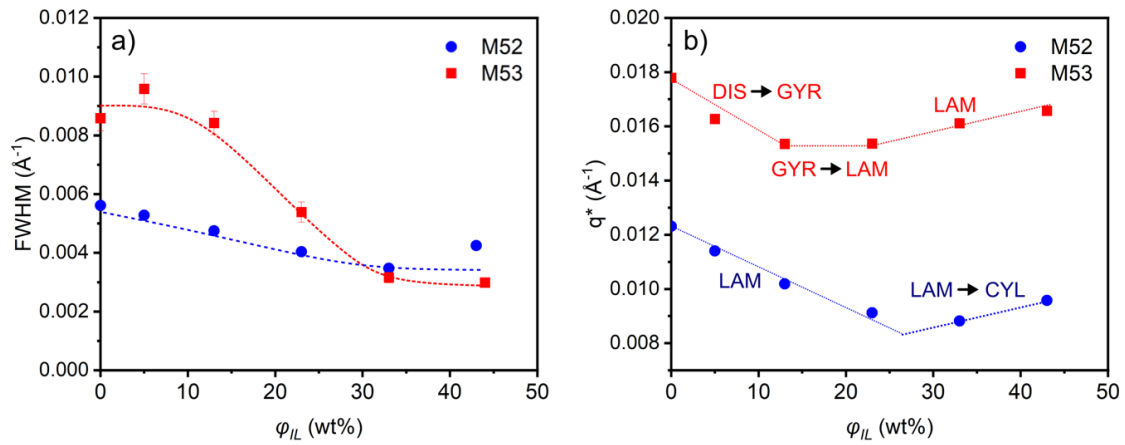 a)
M52
M53
0.012
0.010
0.008
0.006
0.004
0.002
0.000
FWHM (Å⁻¹)
0 10 20 30 40 50
φIL (wt%)
b)
M52
M53
0.020
0.018
0.016
0.014
0.012
0.010
0.008
q* (Å⁻¹)
DIS → GYR
LAM
GYR → LAM
LAM
LAM → CYL
0 10 20 30 40 50
φIL (wt%)